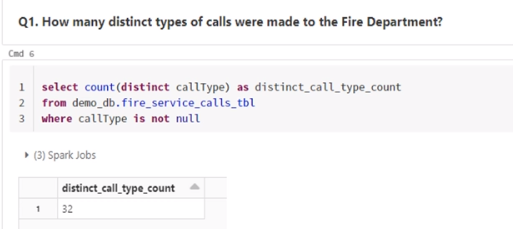 Q1. How many distinct types of calls were made to the Fire Department?
Cmd 6
1 select count(distinct callType) as distinct_call_type_count
2 from demo_db.fire_service_calls_tbl
3 where callType is not null
(3) Spark Jobs
distinct_call_type_count
1 32